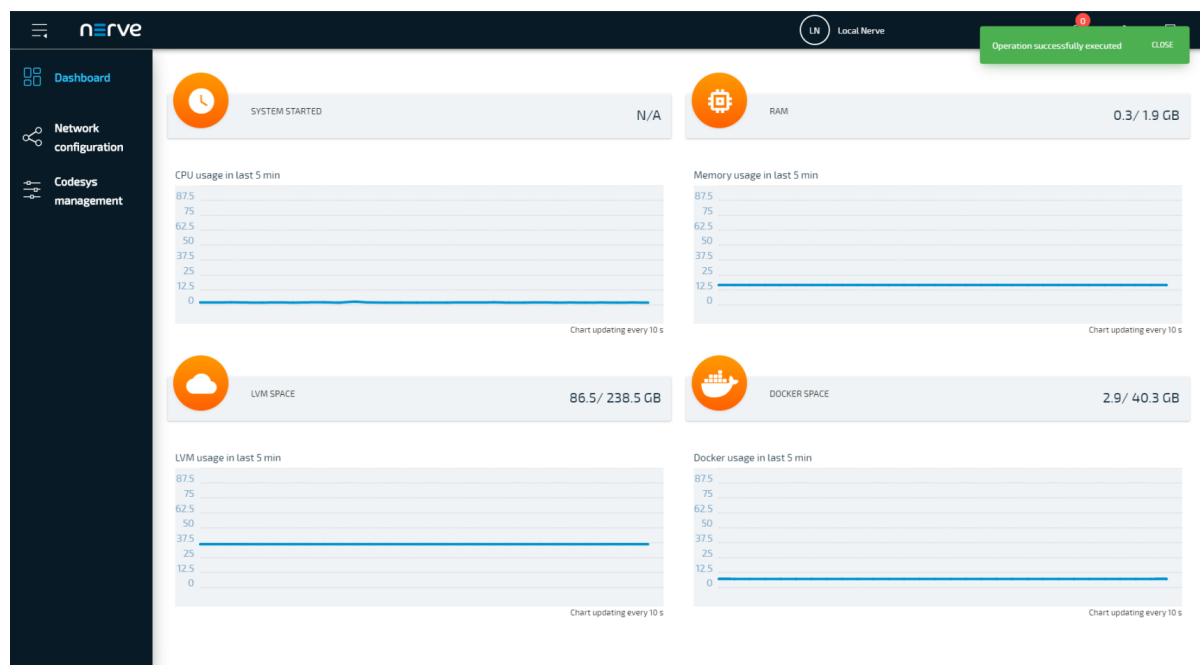 nerve
LN
Local Nerve
0
Operation successfully executed
CLOSE
Dashboard
Network
configuration
Codesys
management
SYSTEM STARTED
N/A
RAM
0.3/ 1.9 GB
CPU usage in last 5 min
87.5
75
62.5
50
37.5
25
12.5
0
Chart updating every 10 s
Memory usage in last 5 min
87.5
75
62.5
50
37.5
25
12.5
0
Chart updating every 10 s
LVM SPACE
86.5/ 238.5 GB
DOCKER SPACE
2.9/ 40.3 GB
LVM usage in last 5 min
87.5
75
62.5
50
37.5
25
12.5
0
Chart updating every 10 s
Docker usage in last 5 min
87.5
75
62.5
50
37.5
25
12.5
0
Chart updating every 10 s